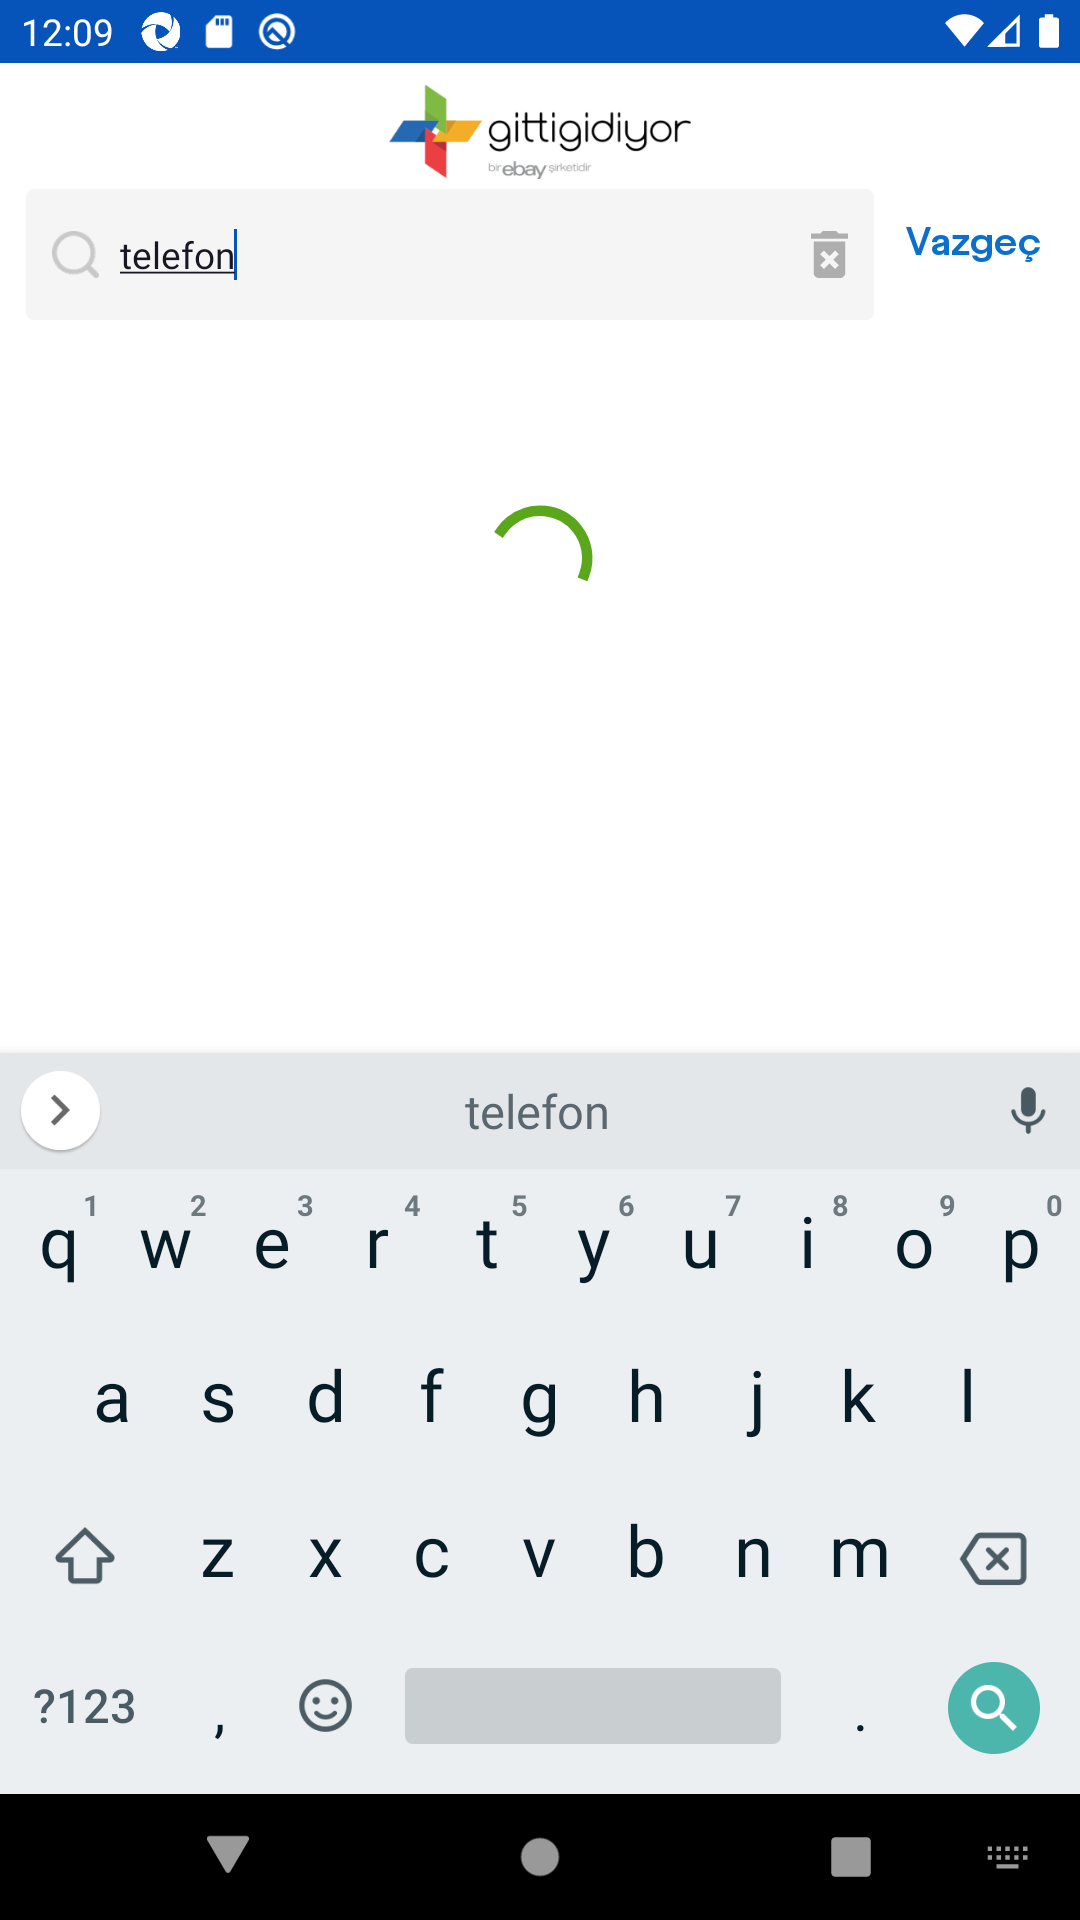 12:09
gittigidiyor
bir ebay şirketidir
telefon
Vazgeç
telefon
1 2 3 4 5 6 7 8 9 0
q w e r t y u i o p
a s d f g h j k l
z x c v b n m
?123 , .